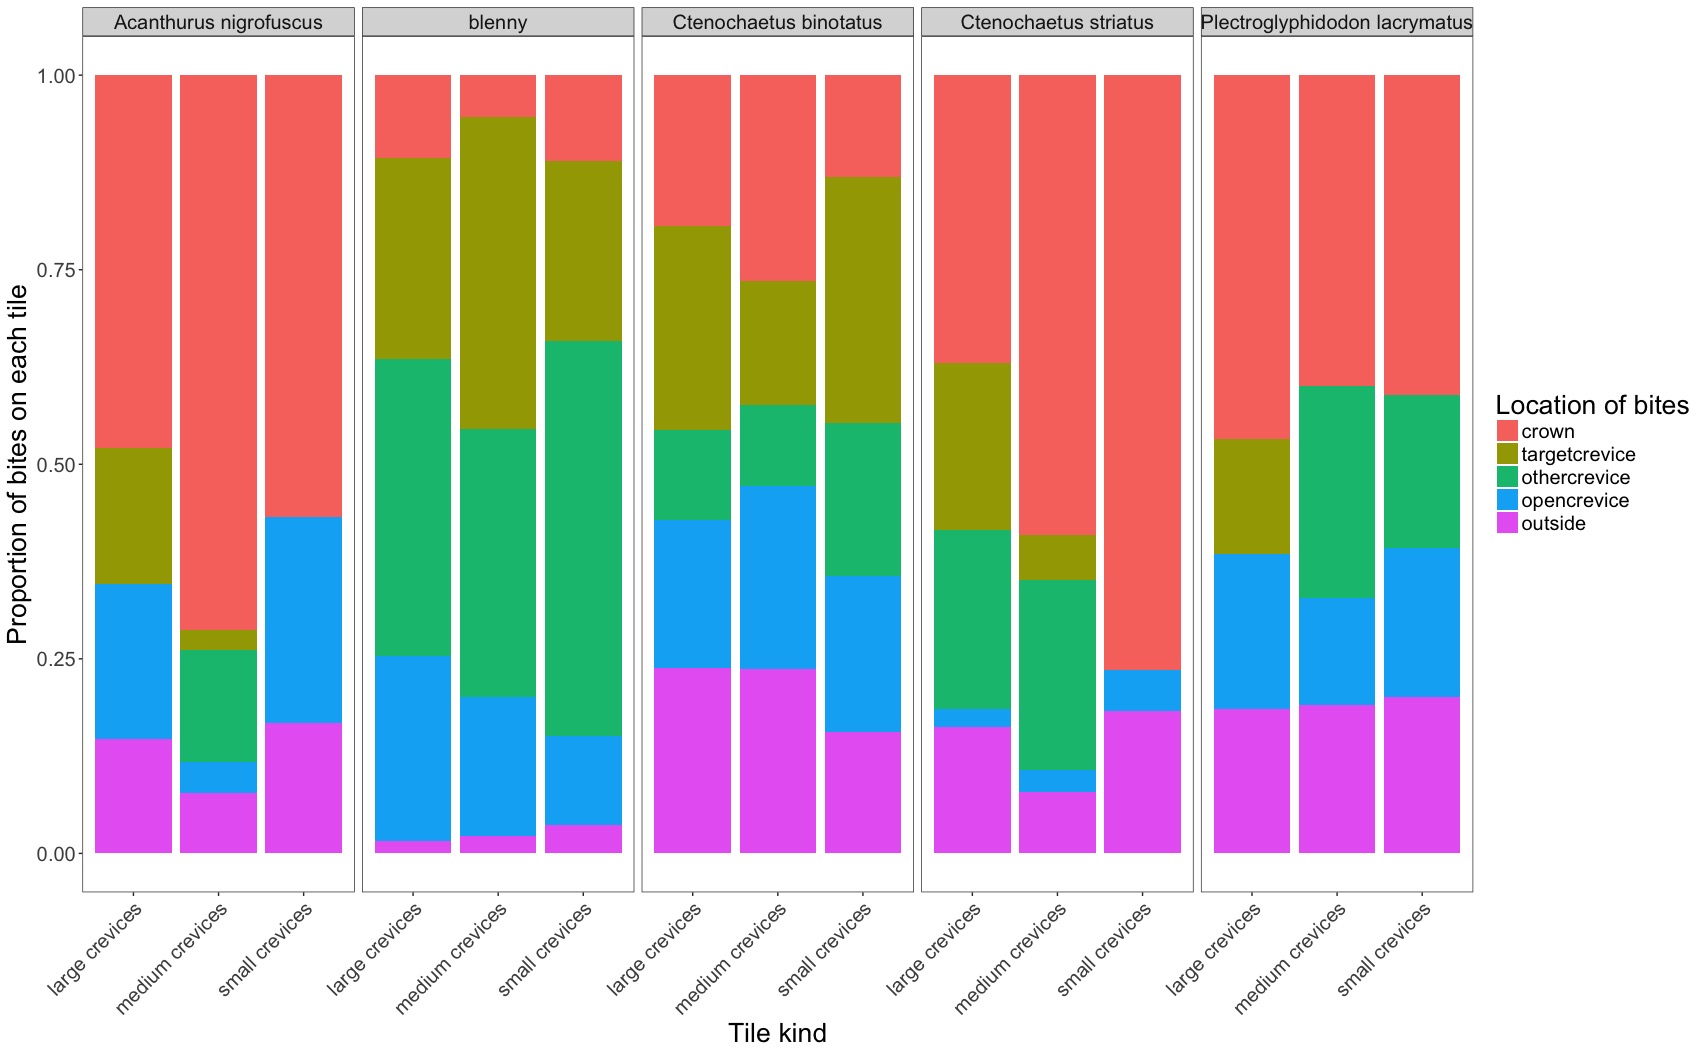 Acanthurus nigrofuscus
blenny
Ctenochaetus binotatus
Ctenochaetus striatus
Plectroglyphidodon lacrymatus
Proportion of bites on each tile
1.00
0.75
0.50
0.25
0.00
large crevices
medium crevices
small crevices
large crevices
medium crevices
small crevices
large crevices
medium crevices
small crevices
large crevices
medium crevices
small crevices
large crevices
medium crevices
small crevices
Tile kind
Location of bites
crown
targetcrevice
othercrevice
opencrevice
outside